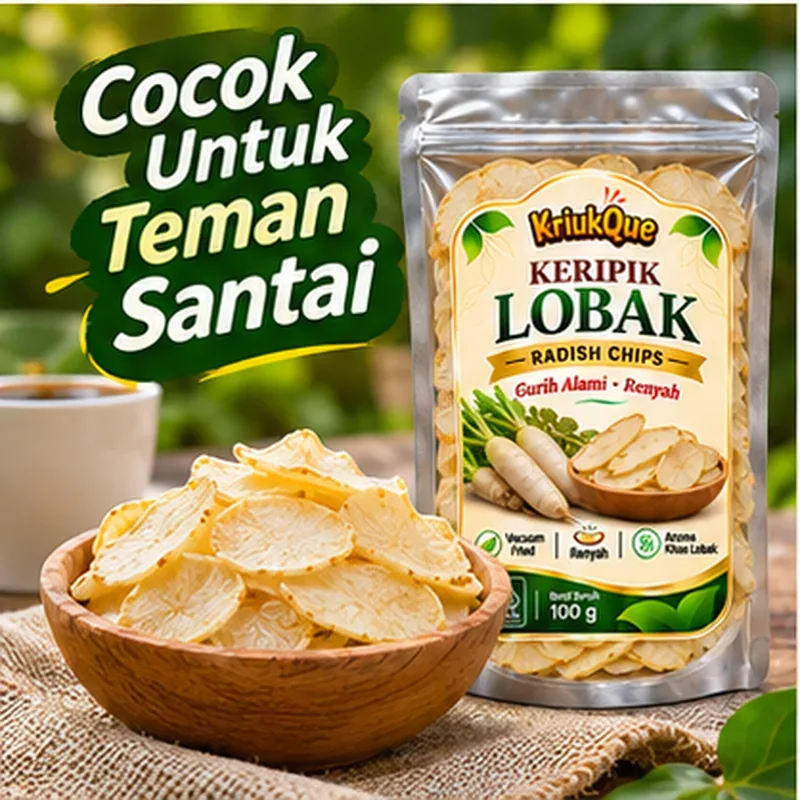 Cocok
Untuk
Teman
Santai
KriukQue
KERIPIK
LOBAK
RADISH CHIPS
Gurih Alami • Renyah
Vacuum
Fried
Renyah
Aroma
Khas Lobak
100 g